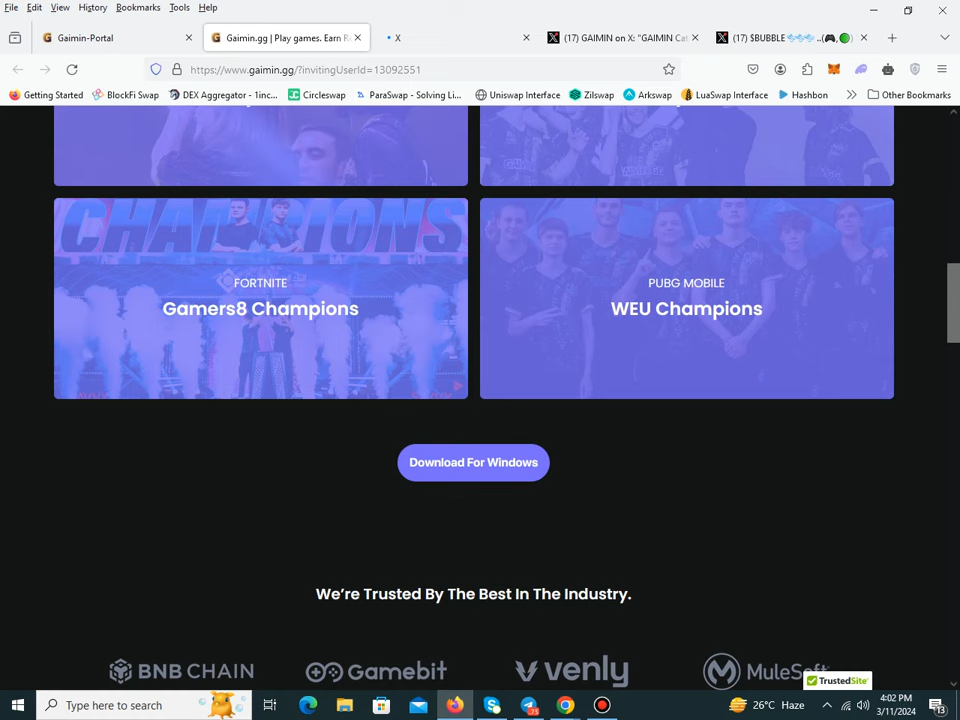 File Edit View History Bookmarks Tools Help
Gaimin-Portal
Gaimin.gg | Play games. Earn R
X
(17) GAIMIN on X: "GAIMIN Ca
(17) $BUBBLE
https://www.gaimin.gg/?invitingUserId=13092551
Getting Started BlockFi Swap DEX Aggregator - 1inc... Circleswap ParaSwap - Solving Li... Uniswap Interface Zilswap Arkswap LuaSwap Interface Hashbon Other Bookmarks
CHAMPIONS
FORTNITE
Gamers8 Champions
PUBG MOBILE
WEU Champions
Download For Windows
We're Trusted By The Best In The Industry.
BNB CHAIN Gamebit venly MuleSoft
TrustedSite
Type here to search
26°C Haze
4:02 PM
3/11/2024
13